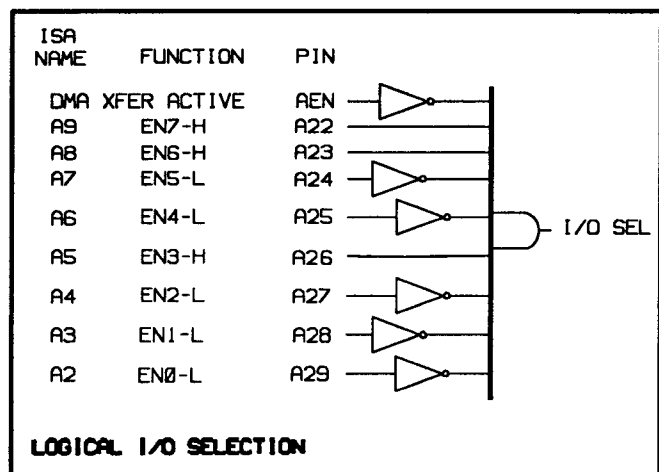 ISA
NAME FUNCTION PIN
DMA XFER ACTIVE AEN
A9 EN7-H A22
A8 EN6-H A23
A7 EN5-L A24
A6 EN4-L A25
I/O SEL
A5 EN3-H A26
A4 EN2-L A27
A3 EN1-L A28
A2 EN0-L A29
LOGICAL I/O SELECTION